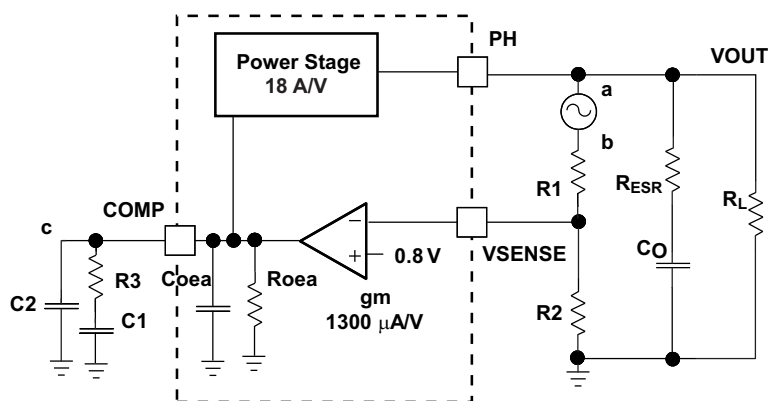 PH
VOUT
Power Stage
18 A/V
a
b
R1
RESR
RL
COMP
c
0.8 V
VSENSE
R3
Coea
Roea
CO
C2
C1
gm
1300 μA/V
R2